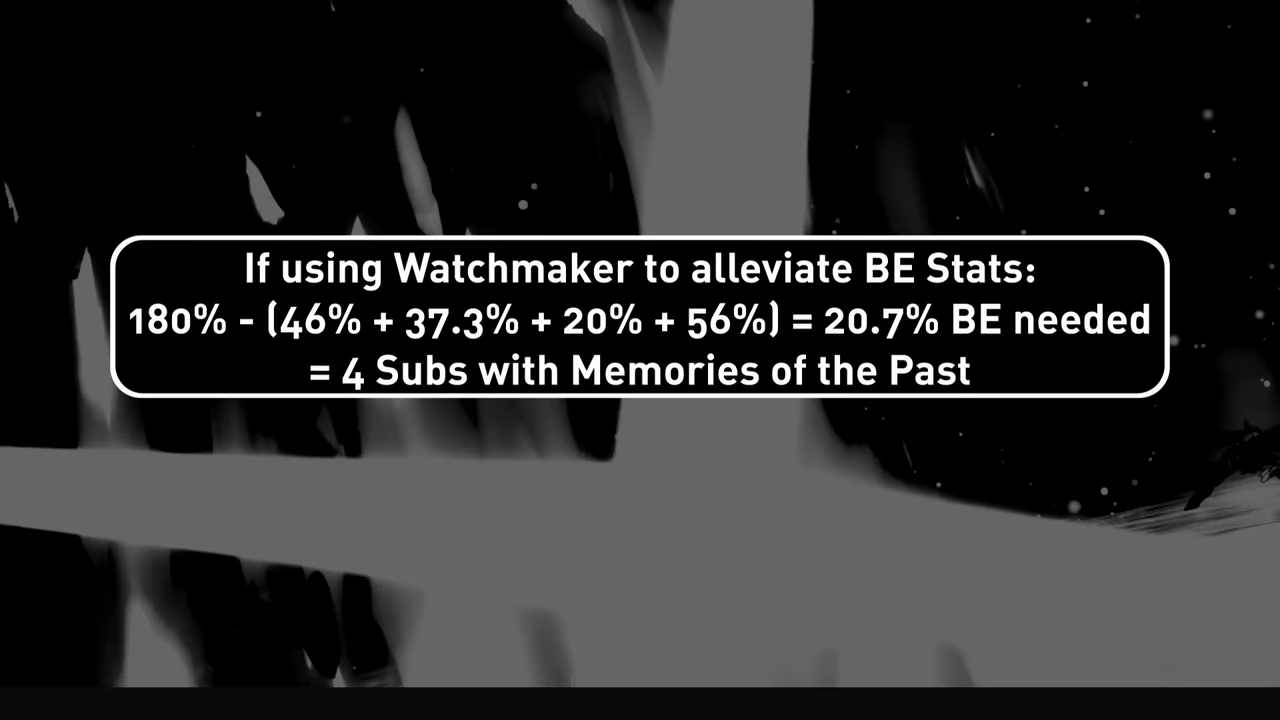 If using Watchmaker to alleviate BE Stats:
180% - (46% + 37.3% + 20% + 56%) = 20.7% BE needed
= 4 Subs with Memories of the Past